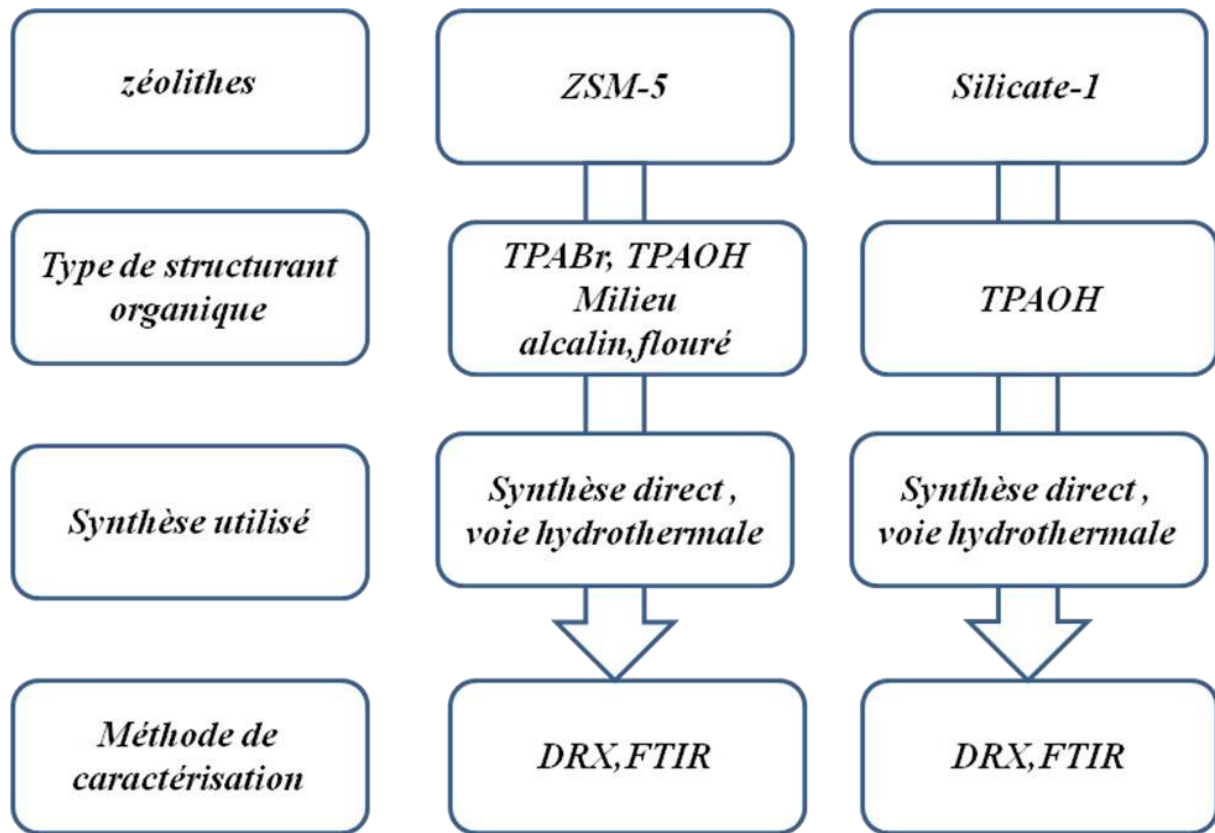 zéolithes
ZSM-5
Silicate-1
Type de structurant
organique
TPABr, TPAOH
Milieu
alcalin,flouré
TPAOH
Synthèse utilisé
Synthèse direct ,
voie hydrothermale
Synthèse direct ,
voie hydrothermale
Méthode de
caractérisation
DRX,FTIR
DRX,FTIR